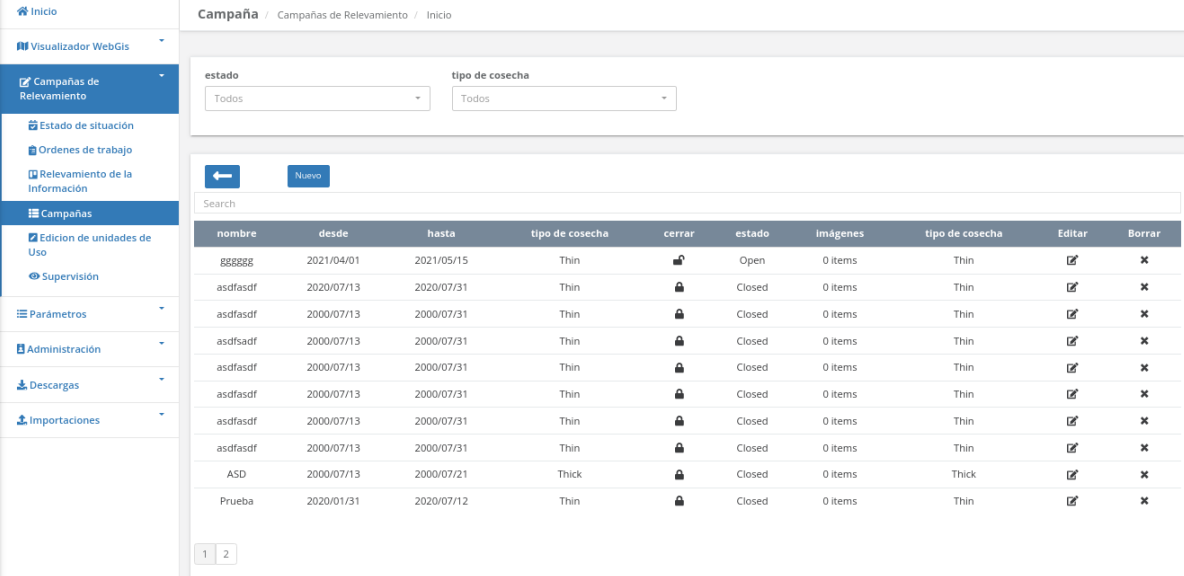 Inicio
Visualizador WebGis
Campañas de
Relevamiento
Estado de situación
Ordenes de trabajo
Relevamiento de la
Información
Campañas
Edicion de unidades de
Uso
Supervisión
Parámetros
Administración
Descargas
Importaciones
Campaña / Campañas de Relevamiento / Inicio
estado tipo de cosecha
Todos Todos
Nuevo
Search
nombre desde hasta tipo de cosecha cerrar estado imágenes tipo de cosecha Editar Borrar
gggggg 2021/04/01 2021/05/15 Thin Open 0 items Thin
asdfasdf 2020/07/13 2020/07/31 Thin Closed 0 items Thin
asdfasdf 2000/07/13 2000/07/31 Thin Closed 0 items Thin
asdfsadf 2000/07/13 2000/07/31 Thin Closed 0 items Thin
asdfasdf 2000/07/13 2000/07/31 Thin Closed 0 items Thin
asdfasdf 2000/07/13 2000/07/31 Thin Closed 0 items Thin
asdfasdf 2000/07/13 2000/07/31 Thin Closed 0 items Thin
asdfasdf 2000/07/13 2000/07/31 Thin Closed 0 items Thin
ASD 2000/07/13 2000/07/21 Thick Closed 0 items Thick
Prueba 2020/01/31 2020/07/12 Thin Closed 0 items Thin
1 2